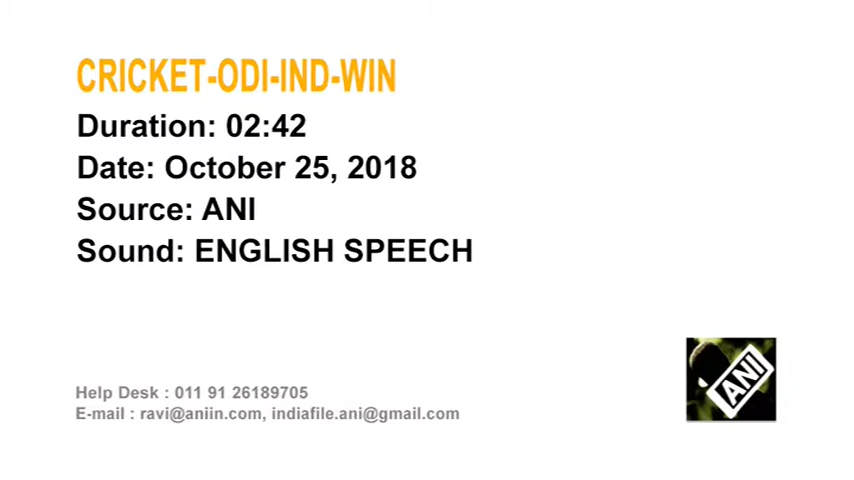 CRICKET-ODI-IND-WIN
Duration: 02:42
Date: October 25, 2018
Source: ANI
Sound: ENGLISH SPEECH
Help Desk : 011 91 26189705
E-mail : ravi@aniin.com, indiafile.ani@gmail.com
ANI